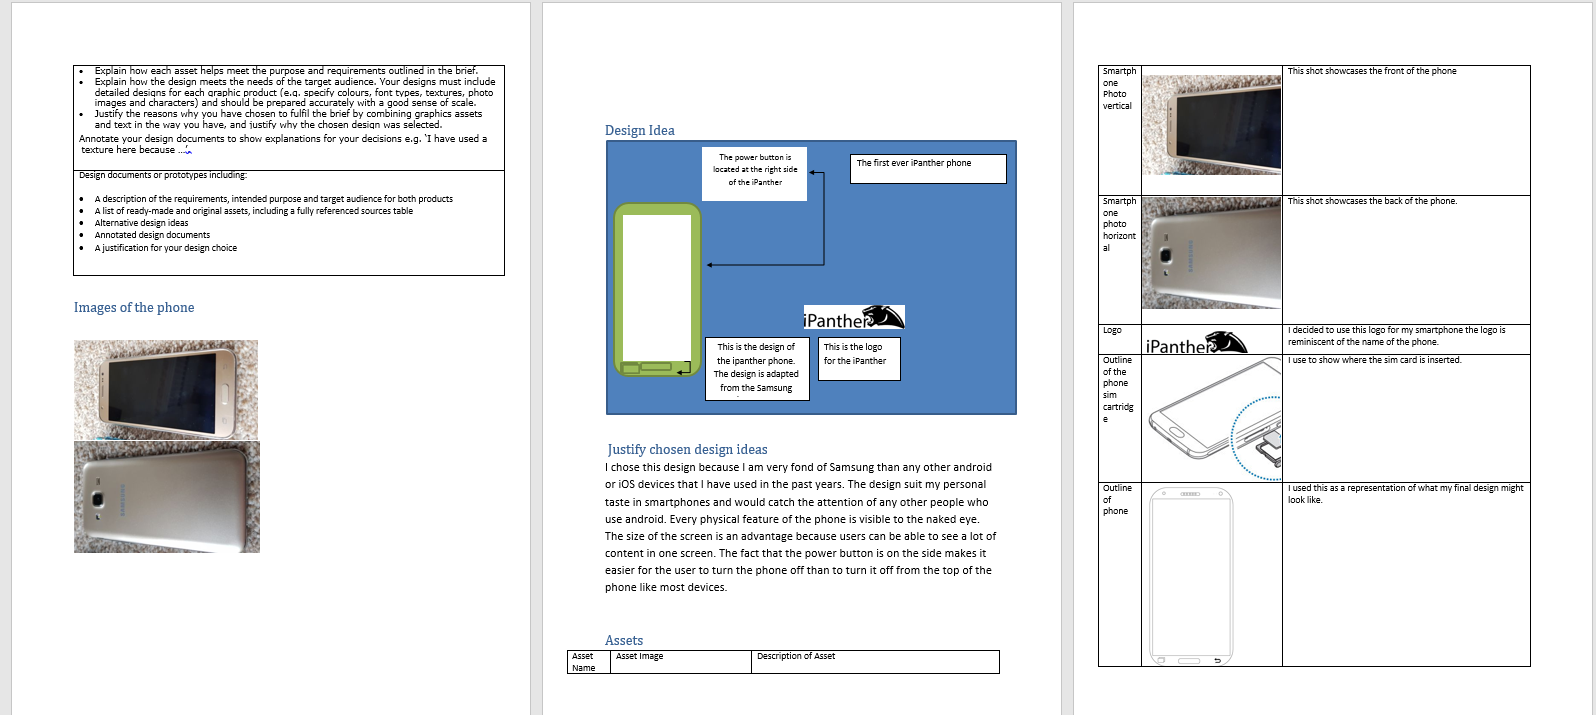 • Explain how each asset helps meet the purpose and requirements outlined in the brief.
• Explain how the design meets the needs of the target audience. Your designs must include
detailed designs for each graphic product (e.g. specify colours, font types, textures, photo
images and characters) and should be prepared accurately with a good sense of scale.
• Justify the reasons why you have chosen to fulfil the brief by combining graphics assets
and text in the way you have, and justify why the chosen design was selected.
Annotate your design documents to show explanations for your decisions e.g. ‘I have used a
texture here because …’.
Design documents or prototypes including:
• A description of the requirements, intended purpose and target audience for both products
• A list of ready-made and original assets, including a fully referenced sources table
• Alternative design ideas
• Annotated design documents
• A justification for your design choice
Images of the phone
SAMSUNG
Design Idea
The power button is
located at the right side
of the iPanther
The first ever iPanther phone
iPanther
This is the design of
the ipanther phone.
The design is adapted
from the Samsung
This is the logo
for the iPanther
Justify chosen design ideas
I chose this design because I am very fond of Samsung than any other android
or iOS devices that I have used in the past years. The design suit my personal
taste in smartphones and would catch the attention of any other people who
use android. Every physical feature of the phone is visible to the naked eye.
The size of the screen is an advantage because users can be able to see a lot of
content in one screen. The fact that the power button is on the side makes it
easier for the user to turn the phone off than to turn it off from the top of the
phone like most devices.
Assets
Asset
Name
Asset Image
Description of Asset
Smartph
one
Photo
vertical
This shot showcases the front of the phone
Smartph
one
photo
horizont
al
SAMSUNG
This shot showcases the back of the phone.
Logo
iPanther
I decided to use this logo for my smartphone the logo is
reminiscent of the name of the phone.
Outline
of the
phone
sim
cartridg
e
I use to show where the sim card is inserted.
Outline
of
phone
I used this as a representation of what my final design might
look like.